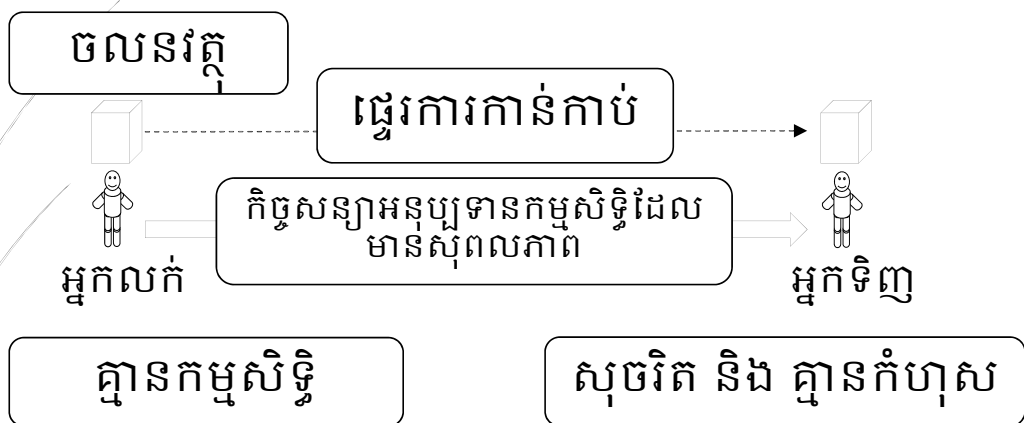 ចលនវត្ថុ
ផ្ទេរការកាន់កាប់
កិច្ចសន្យាអនុប្បទានកម្មសិទ្ធិដែល
មានសុពលភាព
អ្នកលក់
អ្នកទិញ
គ្មានកម្មសិទ្ធិ
សុចរិត និង គ្មានកំហុស